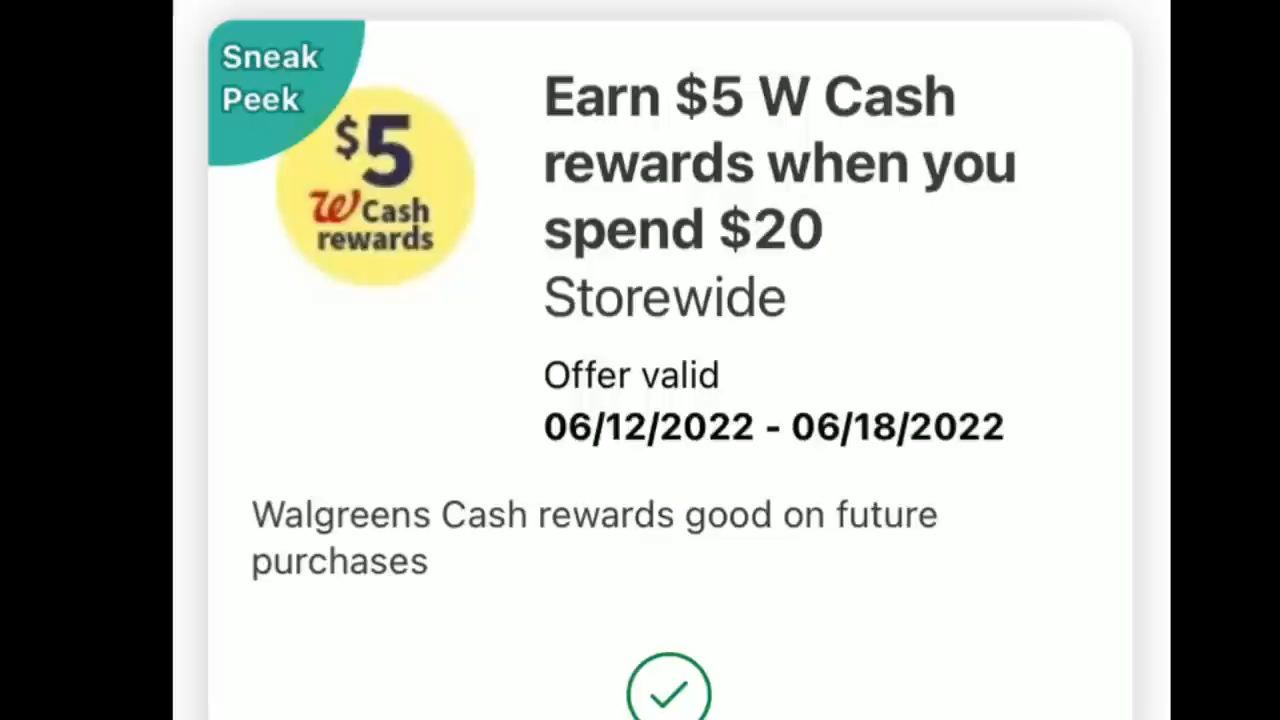 Sneak
Peek
$5
W Cash
rewards
Earn $5 W Cash
rewards when you
spend $20
Storewide
Offer valid
06/12/2022 - 06/18/2022
Walgreens Cash rewards good on future
purchases